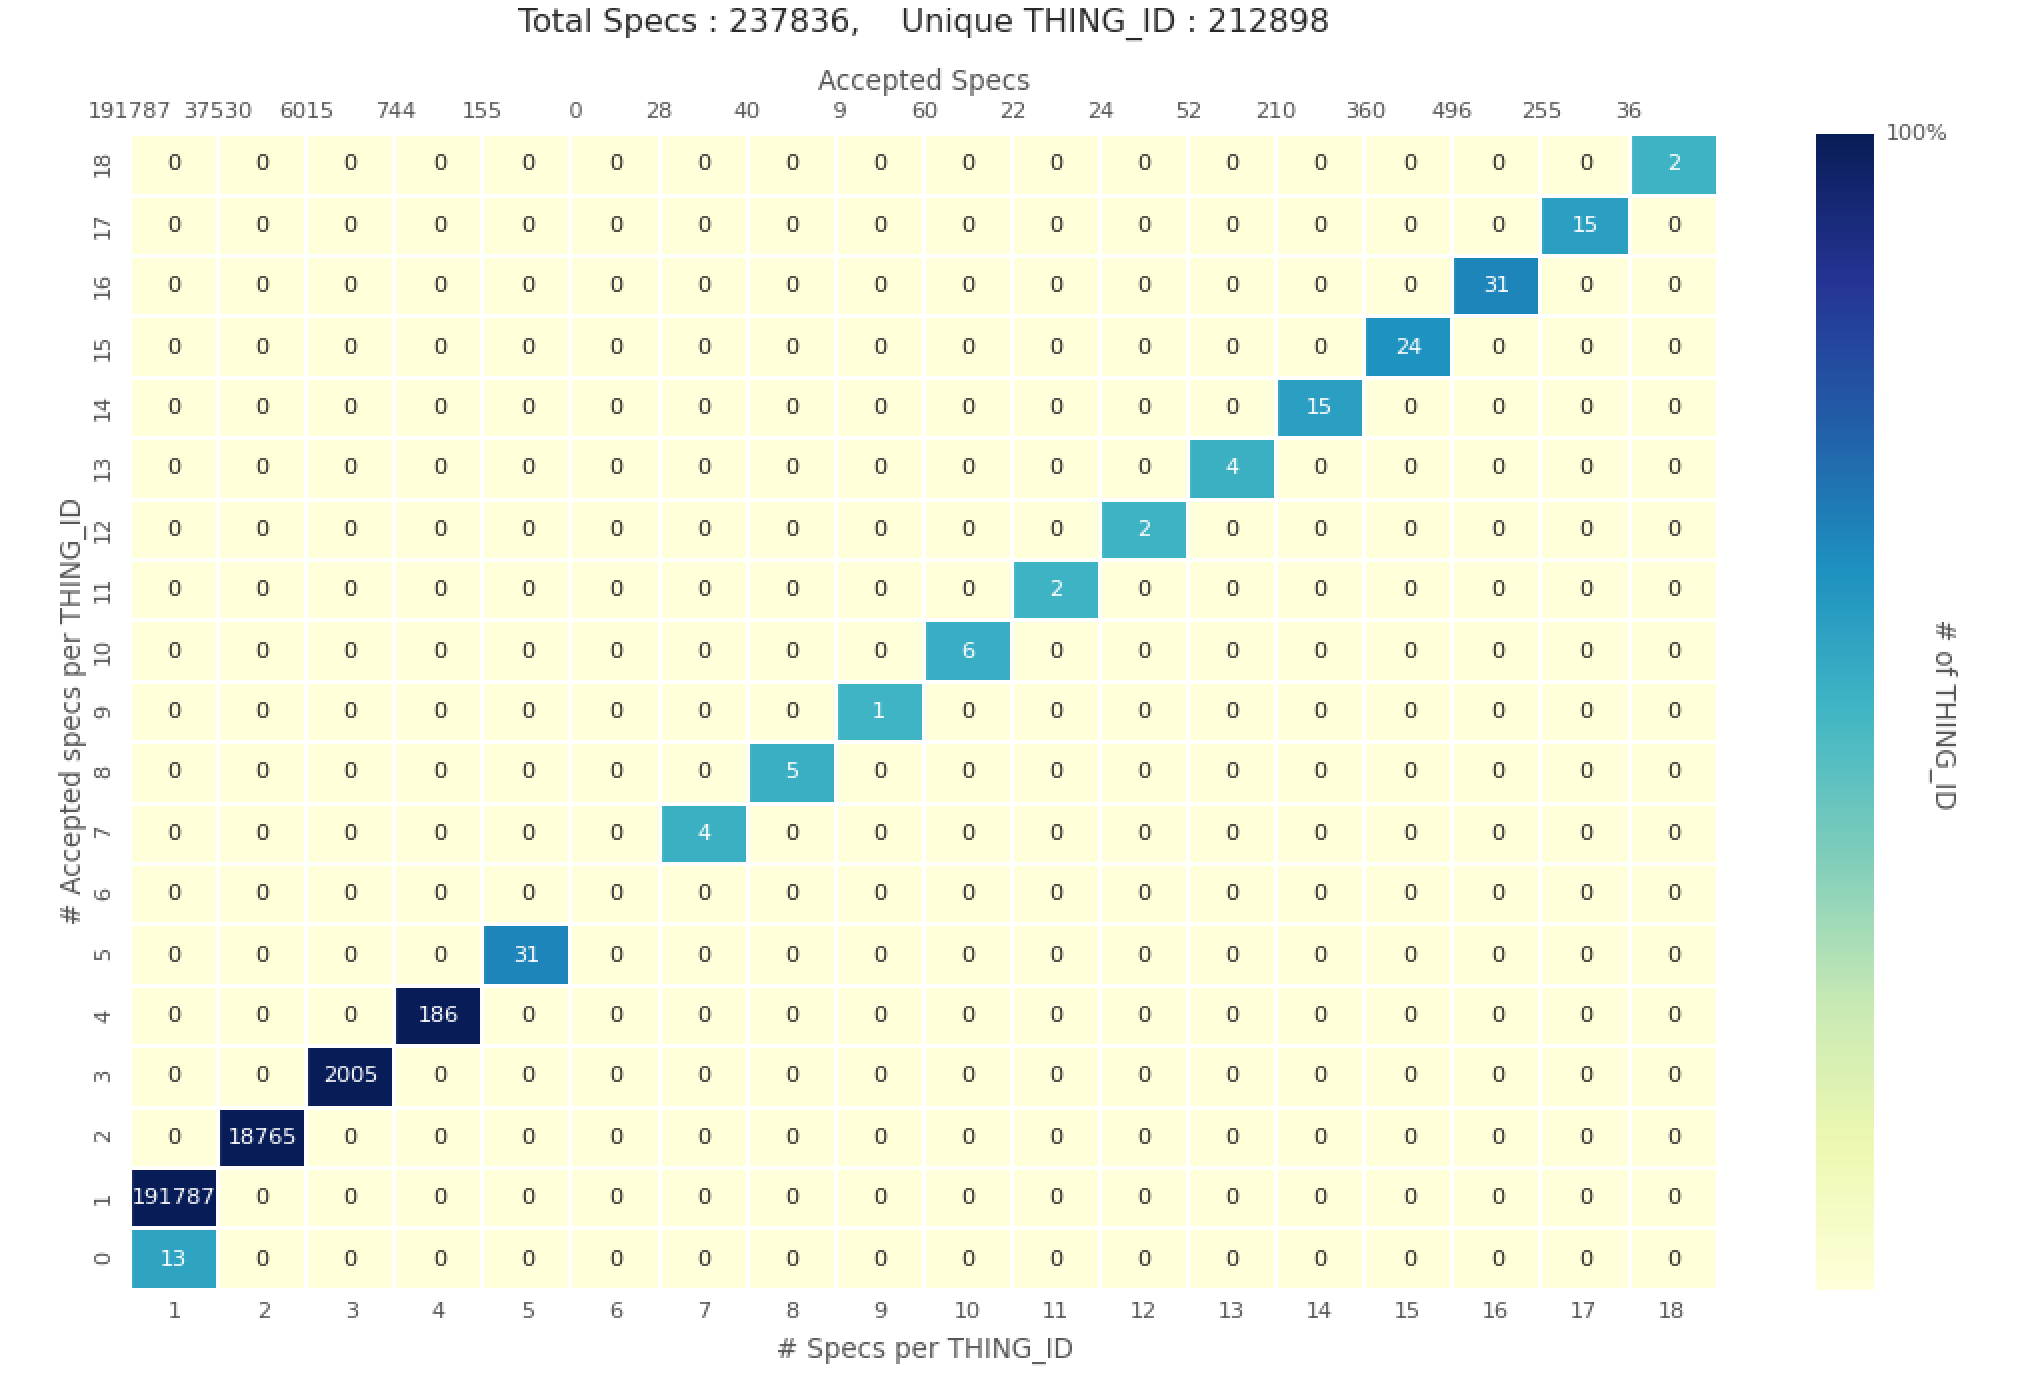 Total Specs : 237836,    Unique THING_ID : 212898
Accepted Specs
191787 37530 6015 744 155 0 28 40 9 60 22 24 52 210 360 496 255 36
100%
18 0 0 0 0 0 0 0 0 0 0 0 0 0 0 0 0 0 2
17 0 0 0 0 0 0 0 0 0 0 0 0 0 0 0 0 15 0
16 0 0 0 0 0 0 0 0 0 0 0 0 0 0 0 31 0 0
15 0 0 0 0 0 0 0 0 0 0 0 0 0 0 24 0 0 0
14 0 0 0 0 0 0 0 0 0 0 0 0 0 15 0 0 0 0
13 0 0 0 0 0 0 0 0 0 0 0 0 4 0 0 0 0 0
12 0 0 0 0 0 0 0 0 0 0 0 2 0 0 0 0 0 0
11 0 0 0 0 0 0 0 0 0 0 2 0 0 0 0 0 0 0
10 0 0 0 0 0 0 0 0 0 6 0 0 0 0 0 0 0 0
9 0 0 0 0 0 0 0 0 1 0 0 0 0 0 0 0 0 0
8 0 0 0 0 0 0 0 5 0 0 0 0 0 0 0 0 0 0
7 0 0 0 0 0 0 4 0 0 0 0 0 0 0 0 0 0 0
6 0 0 0 0 0 0 0 0 0 0 0 0 0 0 0 0 0 0
5 0 0 0 0 31 0 0 0 0 0 0 0 0 0 0 0 0 0
4 0 0 0 186 0 0 0 0 0 0 0 0 0 0 0 0 0 0
3 0 0 2005 0 0 0 0 0 0 0 0 0 0 0 0 0 0 0
2 0 18765 0 0 0 0 0 0 0 0 0 0 0 0 0 0 0 0
1 191787 0 0 0 0 0 0 0 0 0 0 0 0 0 0 0 0 0
0 13 0 0 0 0 0 0 0 0 0 0 0 0 0 0 0 0 0
1 2 3 4 5 6 7 8 9 10 11 12 13 14 15 16 17 18
# Specs per THING_ID
# Accepted specs per THING_ID
# of THING_ID